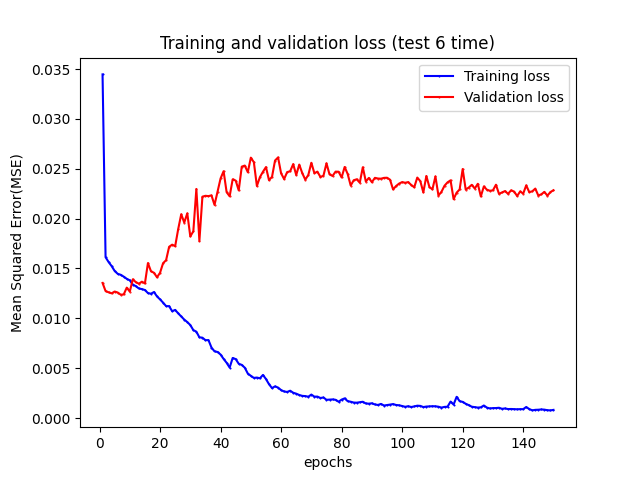 Training and validation loss (test 6 time)
Training loss
Validation loss
Mean Squared Error(MSE)
0.035
0.030
0.025
0.020
0.015
0.010
0.005
0.000
0 20 40 60 80 100 120 140
epochs